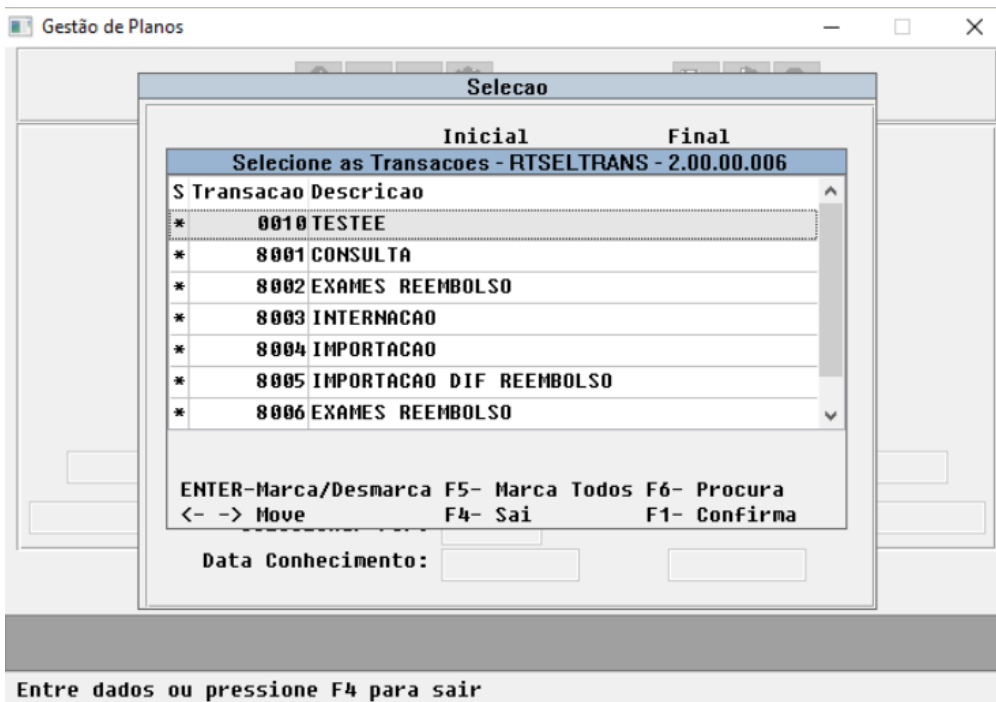 Gestão de Planos
Selecao
Inicial Final
Selecione as Transacoes - RTSELTRANS - 2.00.00.006
S Transacao Descricao
* 0010 TESTEE
* 8001 CONSULTA
* 8002 EXAMES REEMBOLSO
* 8003 INTERNACAO
* 8004 IMPORTACAO
* 8005 IMPORTACAO DIF REEMBOLSO
* 8006 EXAMES REEMBOLSO
ENTER-Marca/Desmarca F5- Marca Todos F6- Procura
<- -> Move F4- Sai F1- Confirma
Data Conhecimento:
Entre dados ou pressione F4 para sair